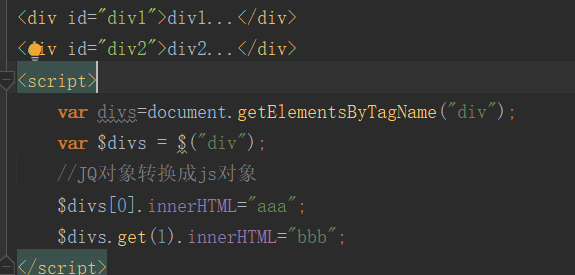 <div id="div1">div1...</div>
<div id="div2">div2...</div>
<script>
var divs=document.getElementsByTagName("div");
var $divs = $("div");
//JQ对象转换成js对象
$divs[0].innerHTML="aaa";
$divs.get(1).innerHTML="bbb";
</script>